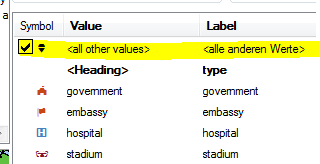 Symbol Value Label
<all other values> <alle anderen Werte>
<Heading> type
government government
embassy embassy
hospital hospital
stadium stadium